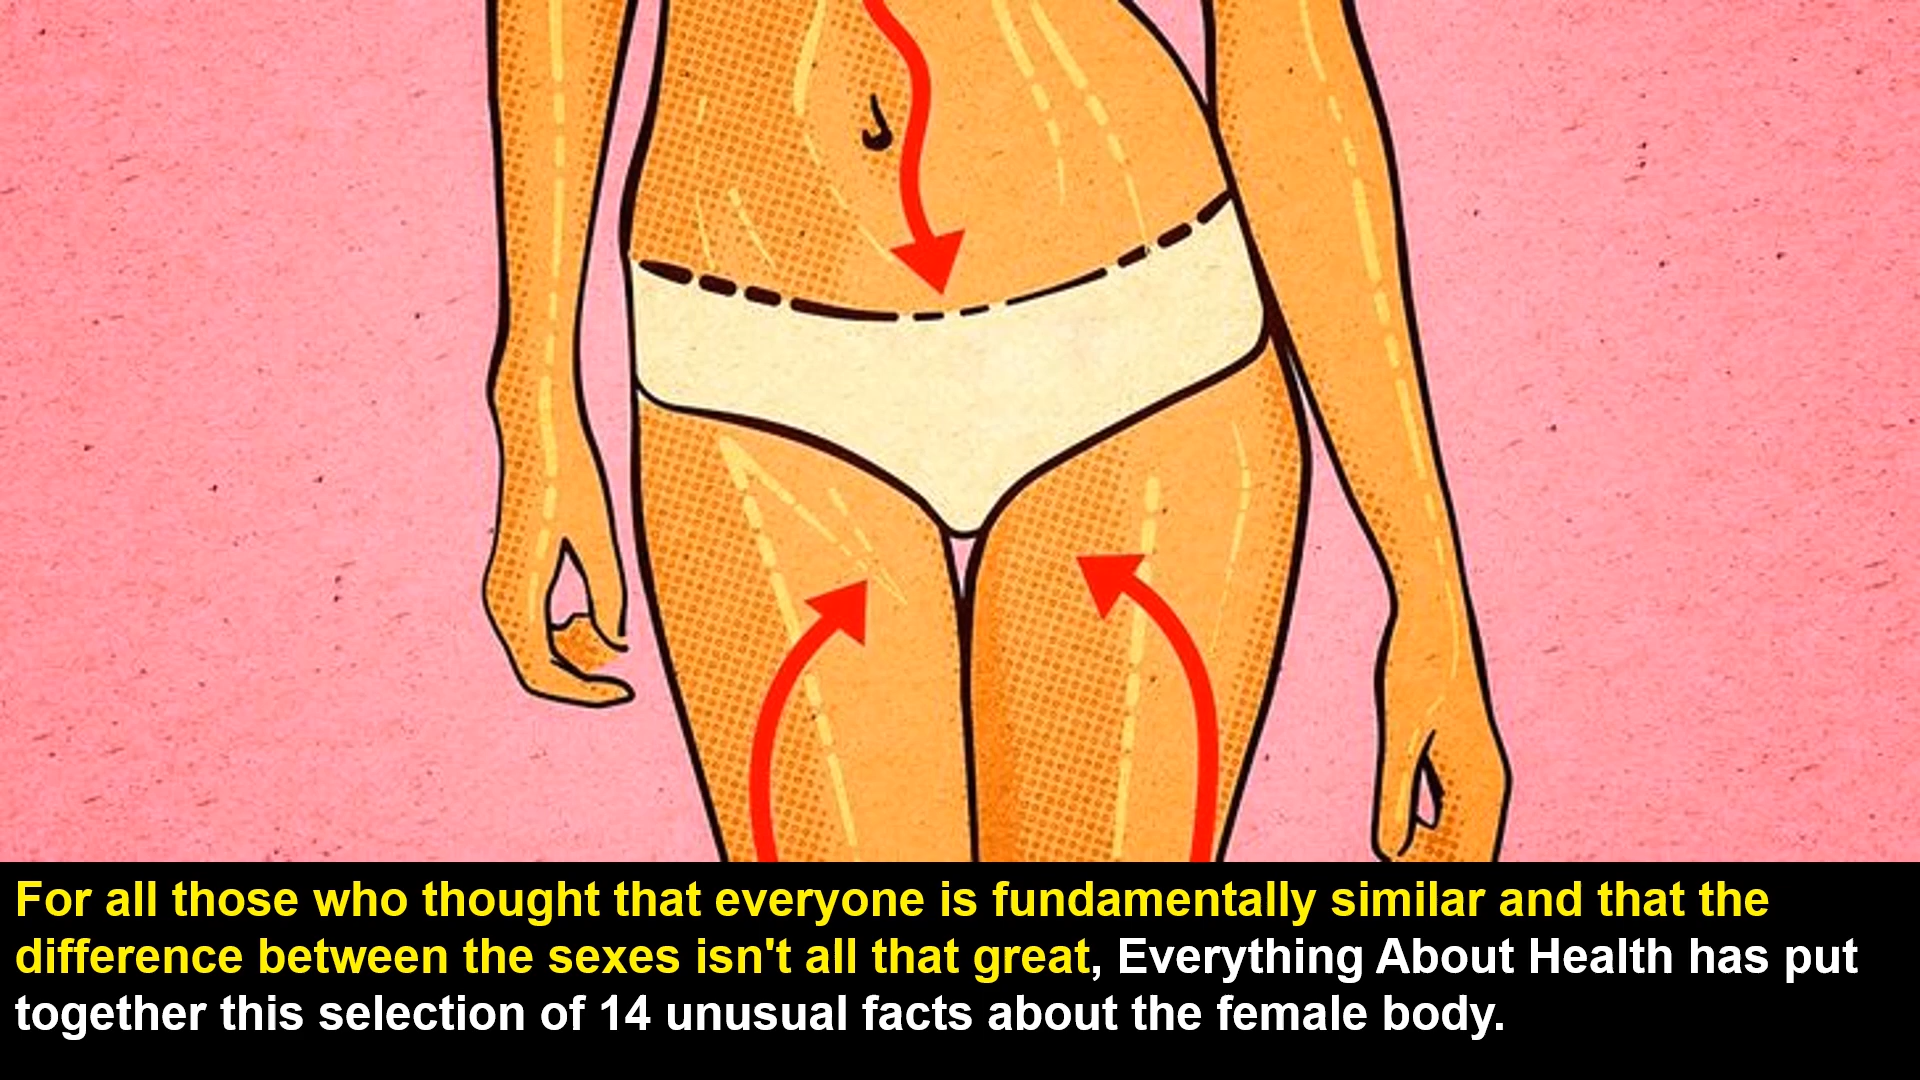 For all those who thought that everyone is fundamentally similar and that the
difference between the sexes isn't all that great, Everything About Health has put
together this selection of 14 unusual facts about the female body.